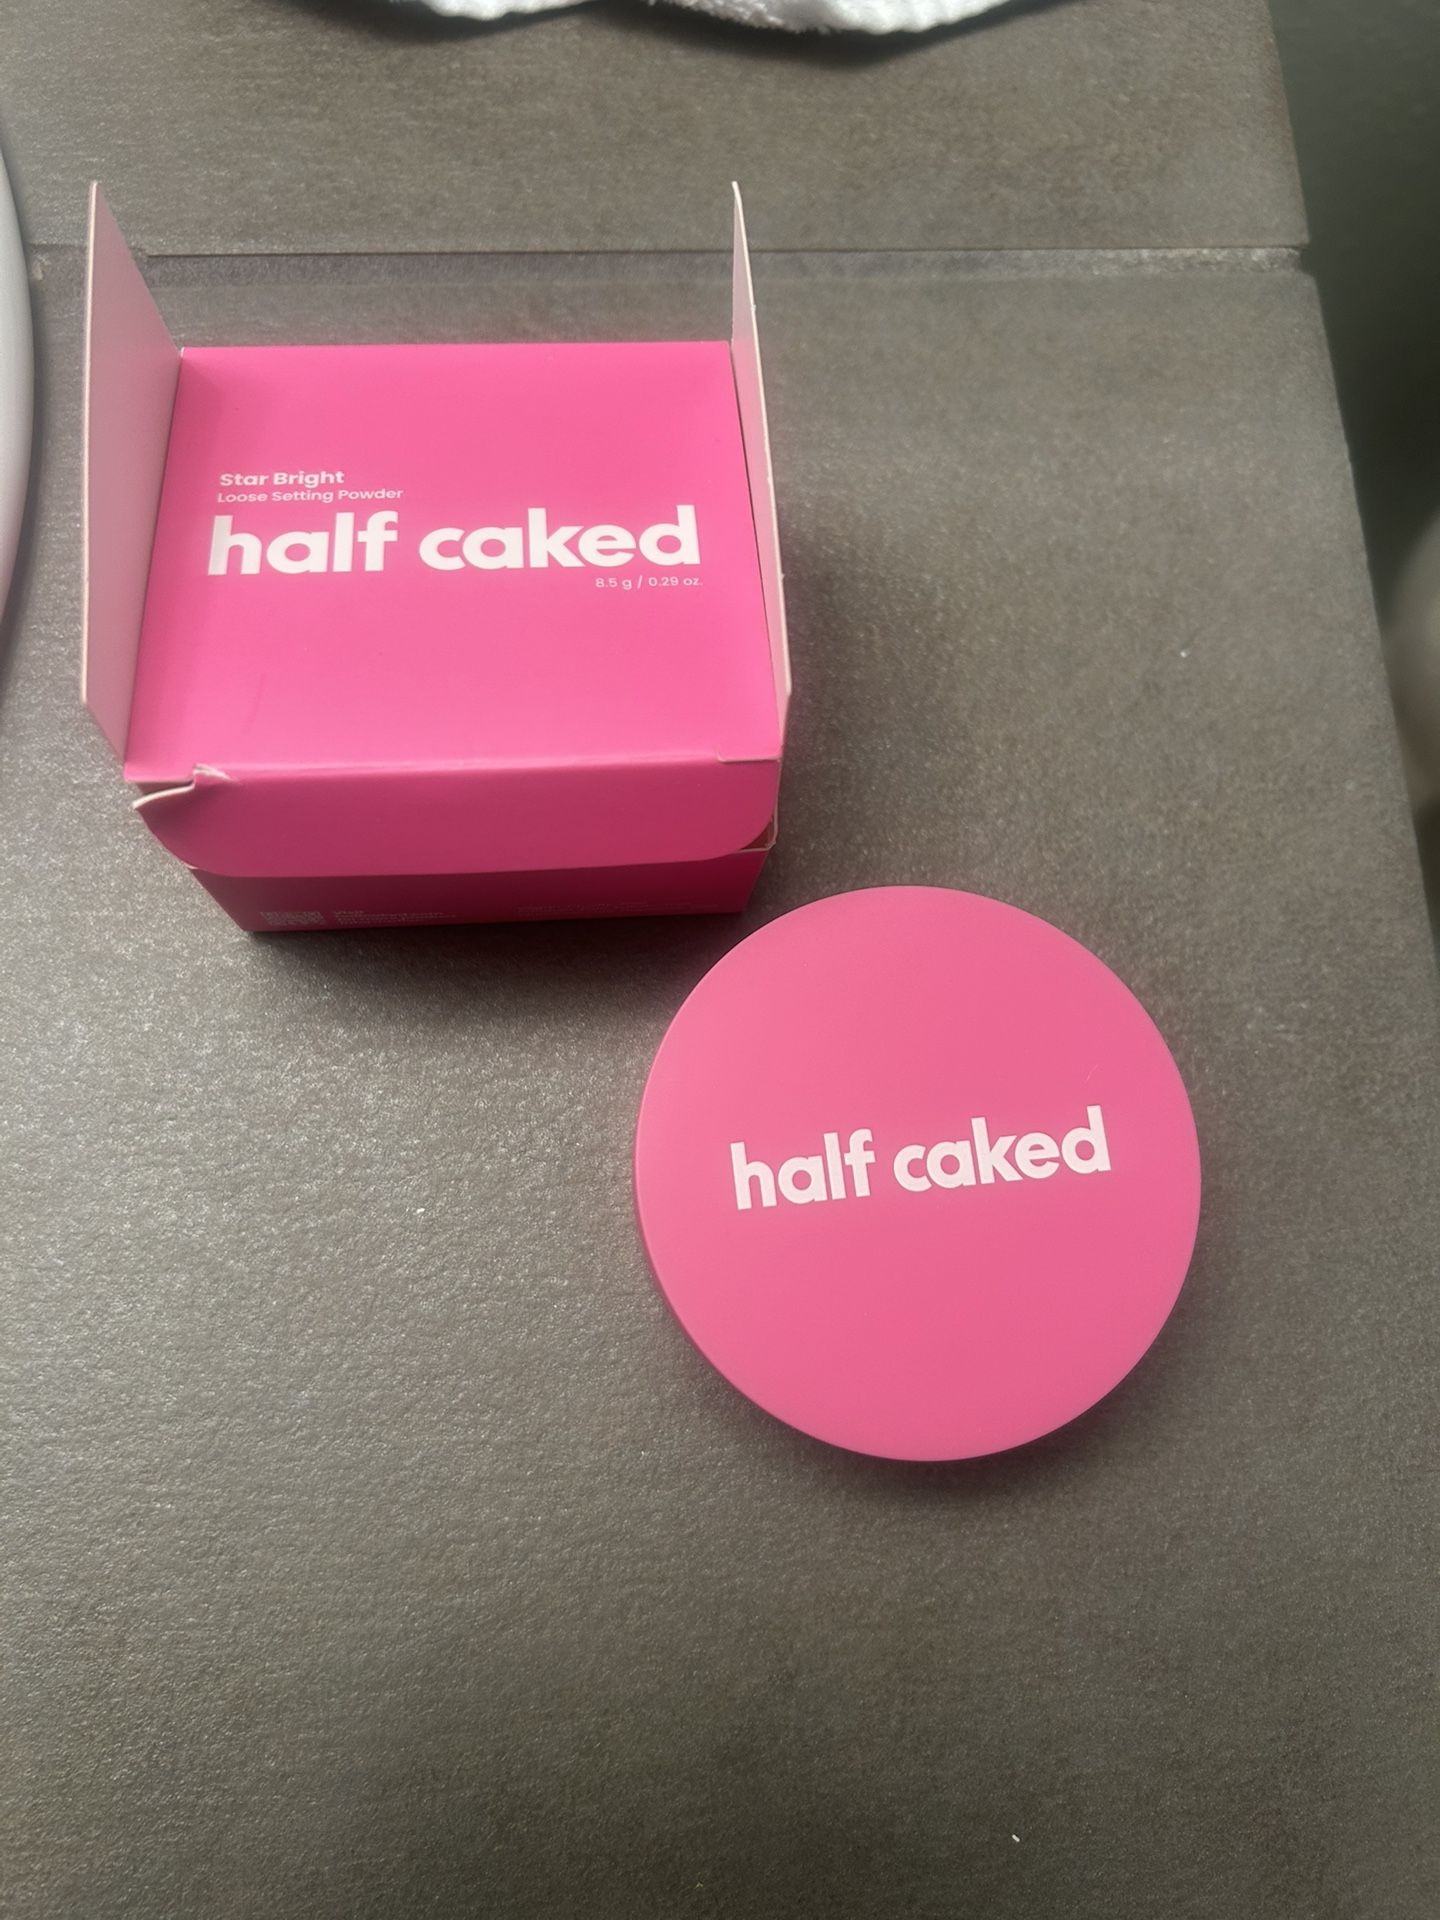 Star Bright
Loose Setting Powder
half caked
8.5 g / 0.29 oz.
half caked